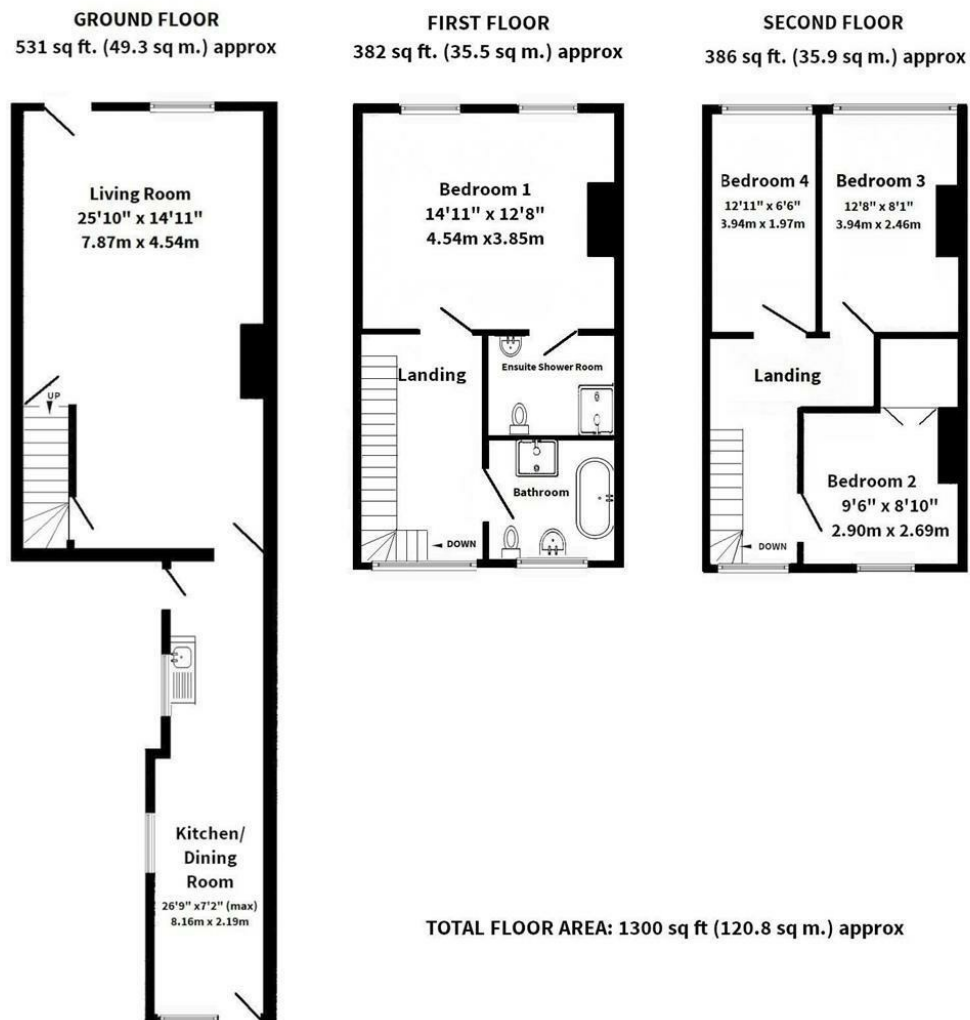 GROUND FLOOR
531 sq ft. (49.3 sq m.) approx
Living Room
25'10" x 14'11"
7.87m x 4.54m
UP
Kitchen/
Dining
Room
26'9" x7'2" (max)
8.16m x 2.19m
FIRST FLOOR
382 sq ft. (35.5 sq m.) approx
Bedroom 1
14'11" x 12'8"
4.54m x3.85m
Landing
Ensuite Shower Room
Bathroom
DOWN
SECOND FLOOR
386 sq ft. (35.9 sq m.) approx
Bedroom 4
12'11" x 6'6"
3.94m x 1.97m
Bedroom 3
12'8" x 8'1"
3.94m x 2.46m
Landing
Bedroom 2
9'6" x 8'10"
2.90m x 2.69m
DOWN
TOTAL FLOOR AREA: 1300 sq ft (120.8 sq m.) approx